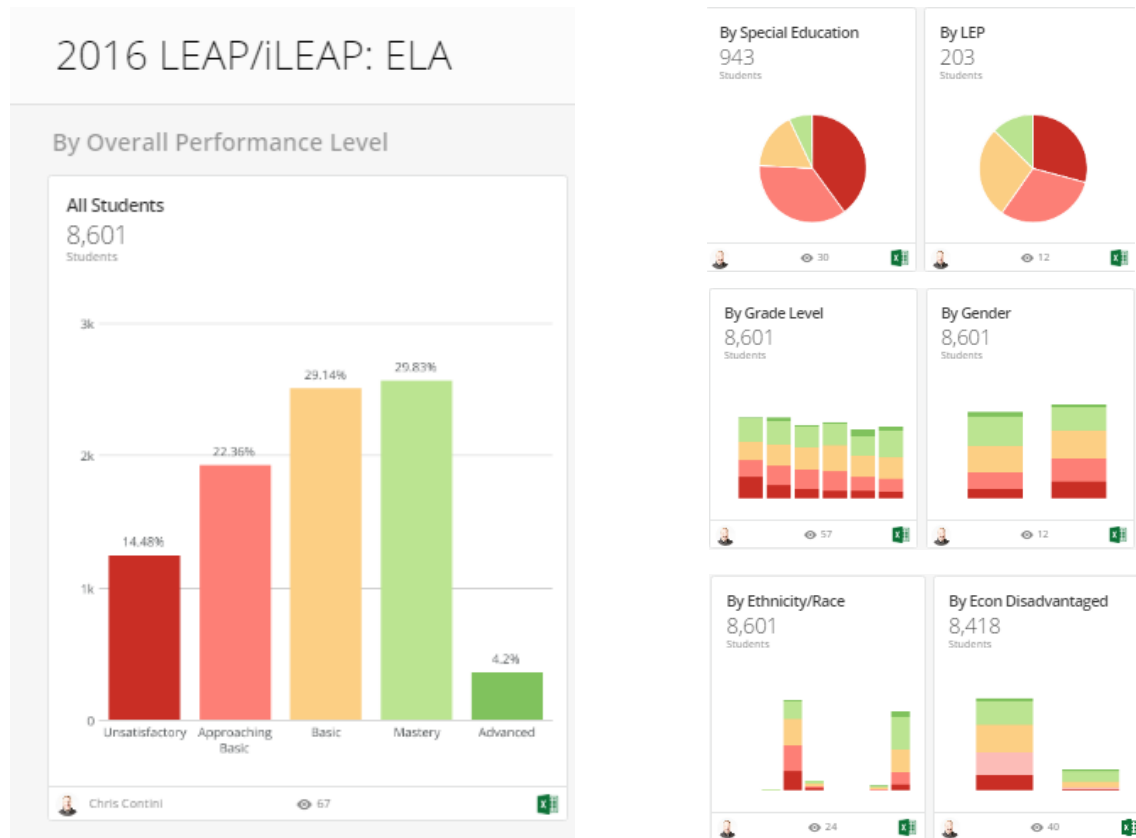 2016 LEAP/iLEAP: ELA
By Overall Performance Level
All Students
8,601
Students
3k
2k
1k
0
14.48%
22.36%
29.14%
29.83%
4.2%
Unsatisfactory
Approaching
Basic
Basic
Mastery
Advanced
Chris Contini
67
By Special Education
943
Students
30
By LEP
203
Students
12
By Grade Level
8,601
Students
57
By Gender
8,601
Students
12
By Ethnicity/Race
8,601
Students
24
By Econ Disadvantaged
8,418
Students
40